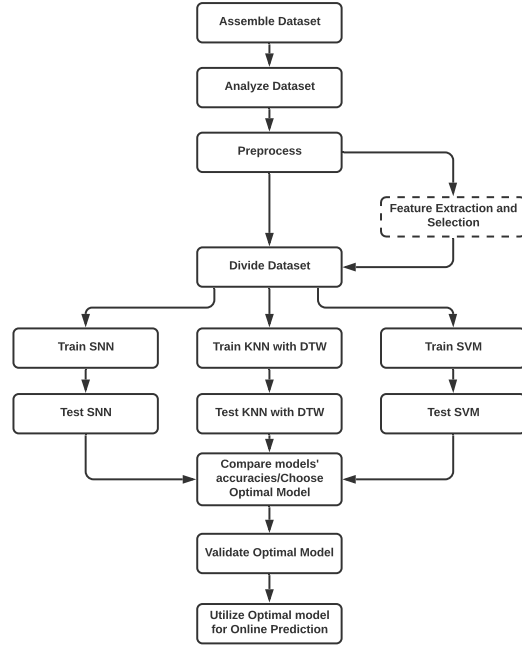 Assemble Dataset
Analyze Dataset
Preprocess
Feature Extraction and
Selection
Divide Dataset
Train SNN
Train KNN with DTW
Train SVM
Test SNN
Test KNN with DTW
Test SVM
Compare models'
accuracies/Choose
Optimal Model
Validate Optimal Model
Utilize Optimal model
for Online Prediction